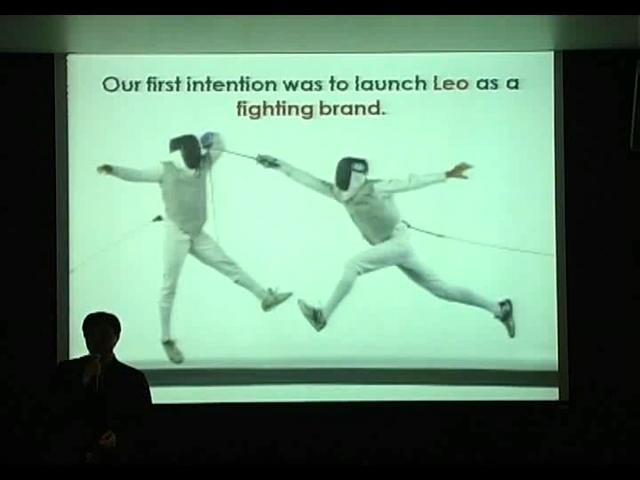 Our first intention was to launch Leo as a
fighting brand.